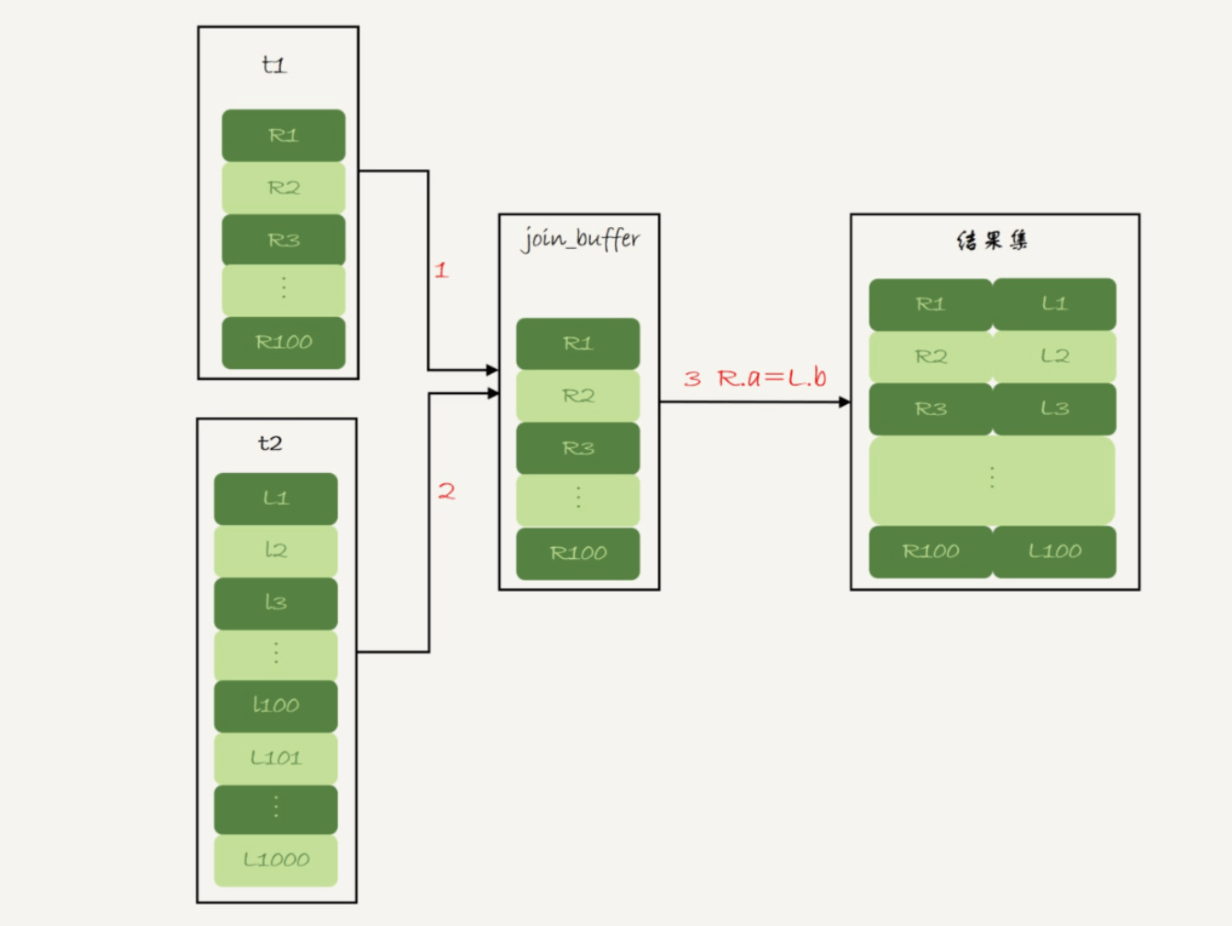 t1
R1
R2
R3
⋮
R100
1
t2
L1
l2
l3
⋮
l100
L101
⋮
L1000
2
join_buffer
R1
R2
R3
⋮
R100
3 R.a=L.b
结果集
R1 L1
R2 L2
R3 L3
⋮
R100 L100